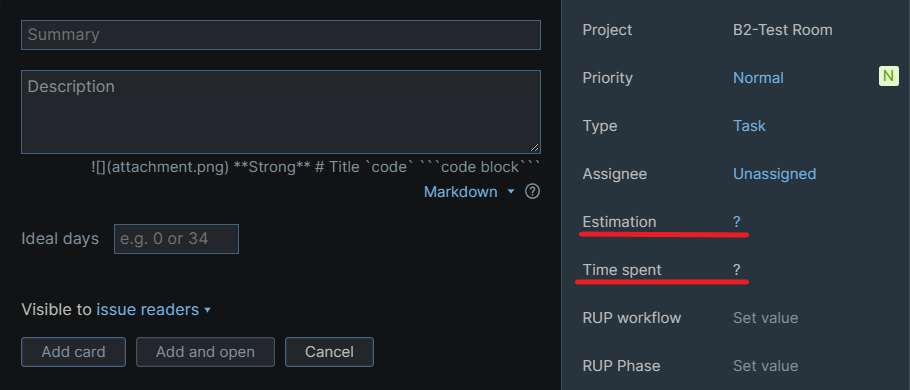 Summary
Description
![](attachment.png) **Strong** # Title `code` ```code block```
Markdown
Ideal days e.g. 0 or 34
Visible to issue readers
Add card Add and open Cancel
Project B2-Test Room
Priority Normal N
Type Task
Assignee Unassigned
Estimation ?
Time spent ?
RUP workflow Set value
RUP Phase Set value